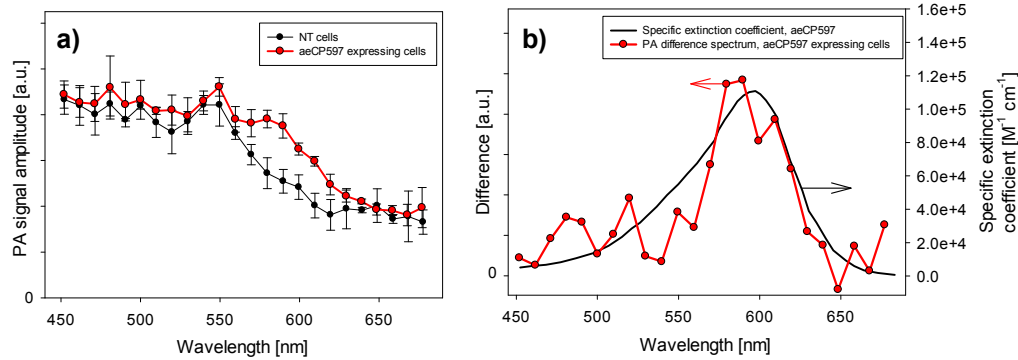 a)
NT cells
aeCP597 expressing cells
PA signal amplitude [a.u.]
0
450 500 550 600 650
Wavelength [nm]
b)
Specific extinction coefficient, aeCP597
PA difference spectrum, aeCP597 expressing cells
Difference [a.u.]
0
450 500 550 600 650
Wavelength [nm]
1.6e+5
1.4e+5
1.2e+5
1.0e+5
8.0e+4
6.0e+4
4.0e+4
2.0e+4
0.0
Specific extinction
coefficient [M⁻¹ cm⁻¹]